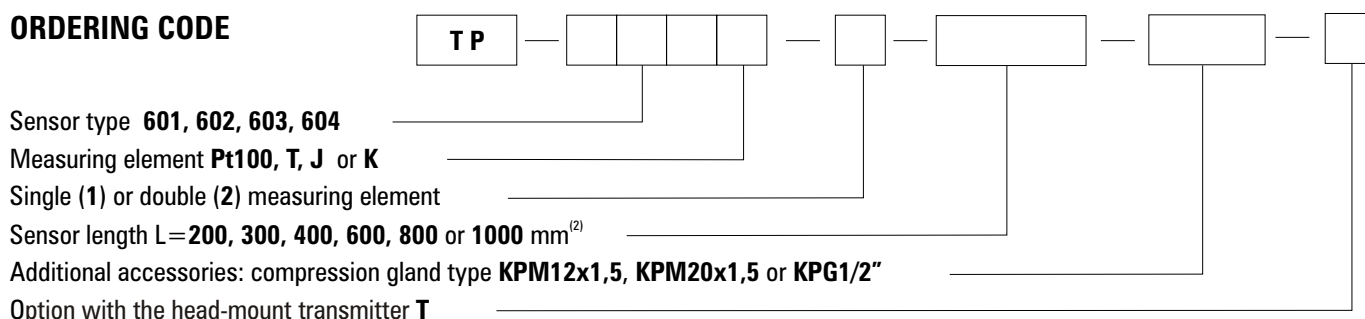 ORDERING CODE
T P
Sensor type 601, 602, 603, 604
Measuring element Pt100, T, J or K
Single (1) or double (2) measuring element
Sensor length L=200, 300, 400, 600, 800 or 1000 mm(2)
Additional accessories: compression gland type KPM12x1,5, KPM20x1,5 or KPG1/2"
Option with the head-mount transmitter T